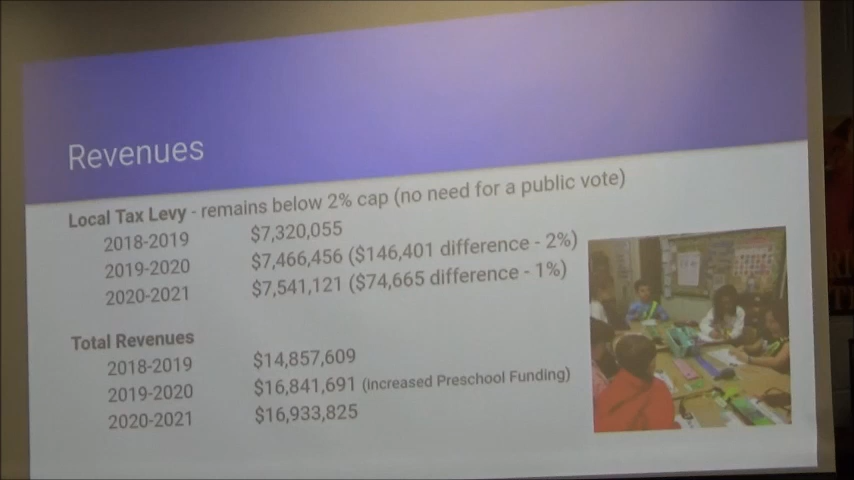 Revenues
Local Tax Levy - remains below 2% cap (no need for a public vote)
2018-2019 $7,320,055
2019-2020 $7,466,456 ($146,401 difference - 2%)
2020-2021 $7,541,121 ($74,665 difference - 1%)
Total Revenues
2018-2019 $14,857,609
2019-2020 $16,841,691 (Increased Preschool Funding)
2020-2021 $16,933,825